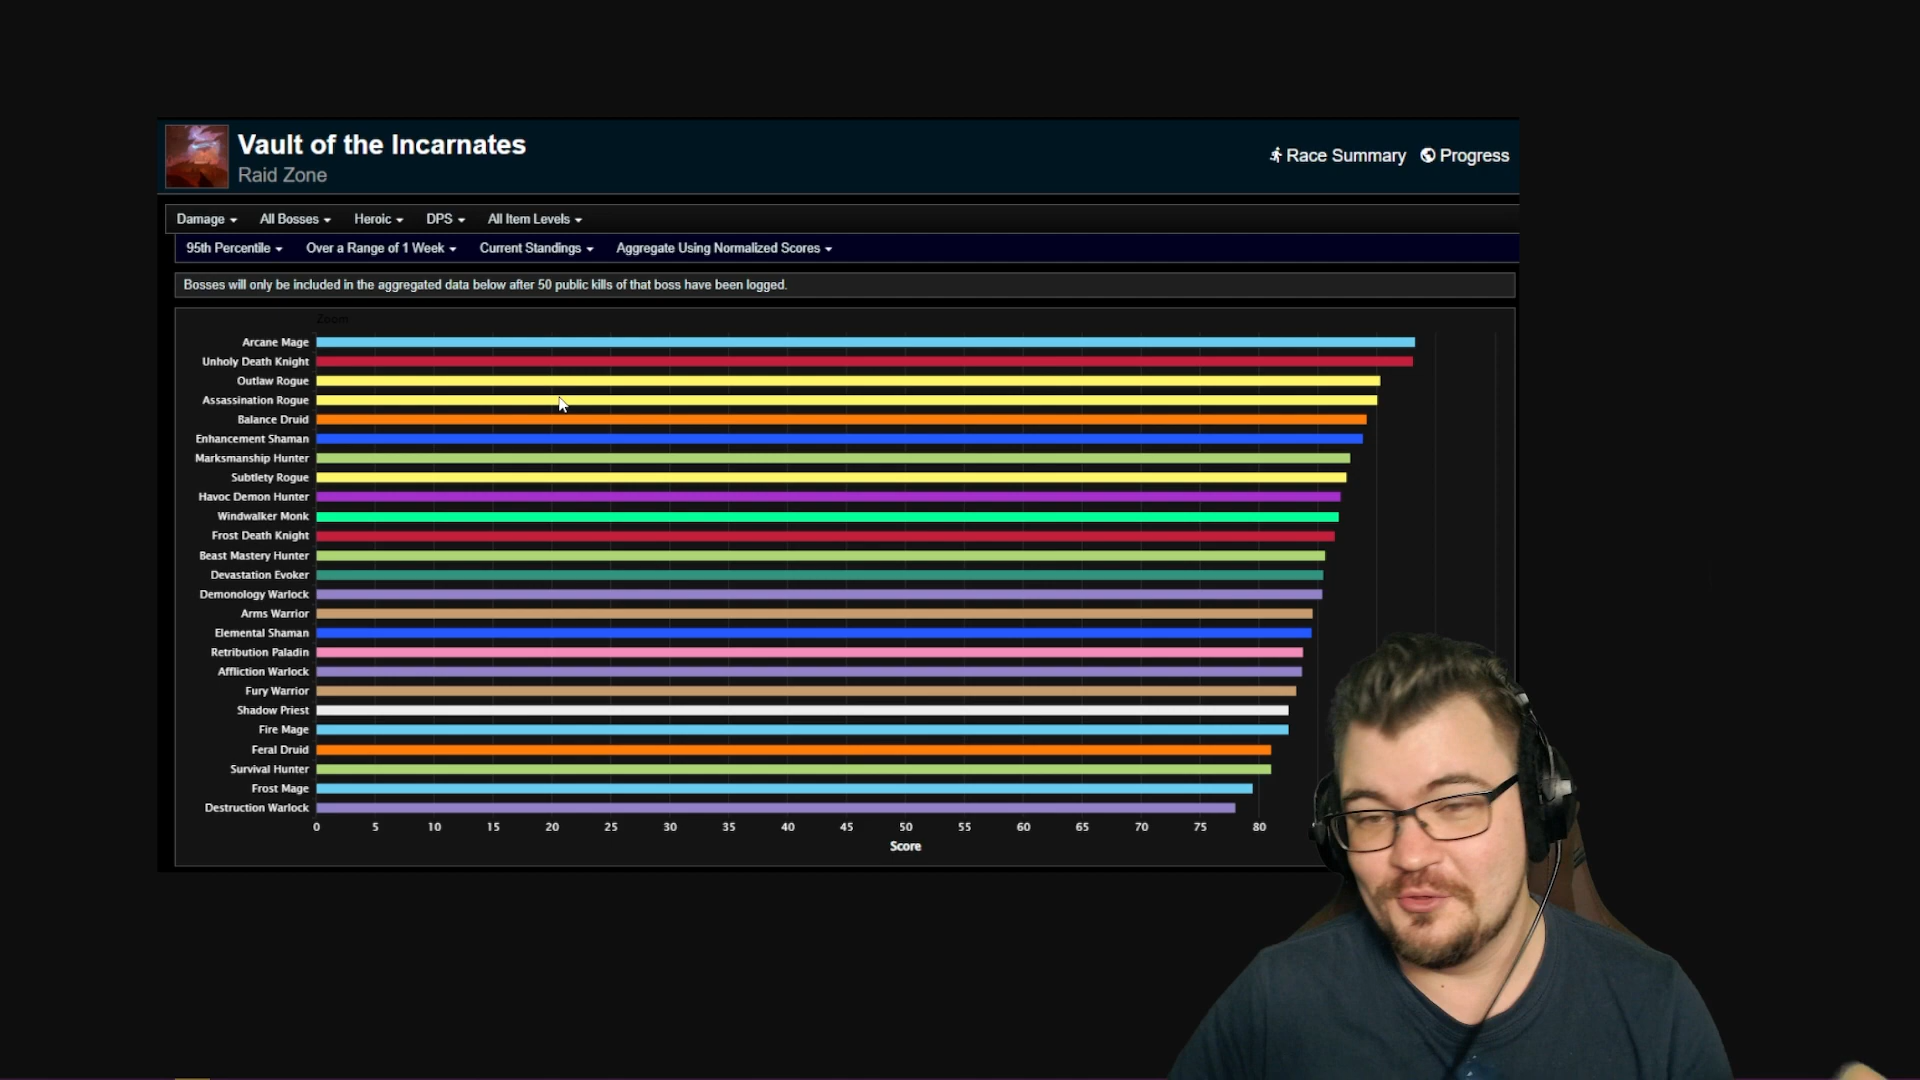 Vault of the Incarnates
Raid Zone
Race Summary Progress
Damage All Bosses Heroic DPS All Item Levels
95th Percentile Over a Range of 1 Week Current Standings Aggregate Using Normalized Scores
Bosses will only be included in the aggregated data below after 50 public kills of that boss have been logged.
Zoom
Arcane Mage
Unholy Death Knight
Outlaw Rogue
Assassination Rogue
Balance Druid
Enhancement Shaman
Marksmanship Hunter
Subtlety Rogue
Havoc Demon Hunter
Windwalker Monk
Frost Death Knight
Beast Mastery Hunter
Devastation Evoker
Demonology Warlock
Arms Warrior
Elemental Shaman
Retribution Paladin
Affliction Warlock
Fury Warrior
Shadow Priest
Fire Mage
Feral Druid
Survival Hunter
Frost Mage
Destruction Warlock
0 5 10 15 20 25 30 35 40 45 50 55 60 65 70 75 80
Score